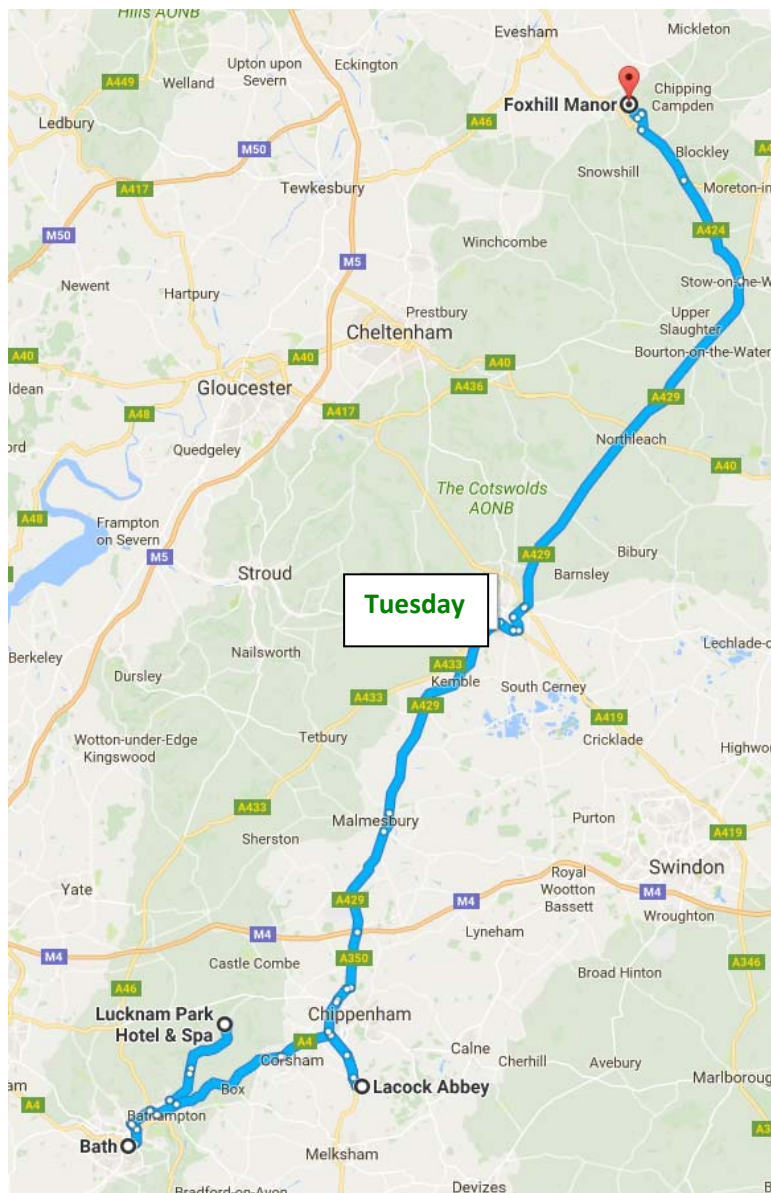 Hills AONB
Mickleton
Evesham
Upton upon
Severn
Eckington
A449
Welland
Chipping
Campden
Foxhill Manor
Ledbury
A46
M50
Blockley
Snowshill
A417
Tewkesbury
Moreton-in-
A424
M50
Winchcombe
M5
Newent
Stow-on-the-W
Hartpury
Prestbury
Upper
Slaughter
Cheltenham
A40
A40
A40
Bourton-on-the-Water
Gloucester
A436
A429
A48
A417
Northleach
Quedgeley
A40
The Cotswolds
AONB
A48
Frampton
on Severn
A429
Bibury
M5
Barnsley
Stroud
Tuesday
Lechlade-o
Berkeley
Nailsworth
A433
Dursley
Kemble
South Cerney
A433
A429
A419
Wotton-under-Edge
Tetbury
Cricklade
Kingswood
Highwor
A433
Malmesbury
Purton
A419
Sherston
Swindon
Yate
A429
Royal
Wootton
Bassett
M4
M4
M4
Lyneham
Wroughton
M4
Castle Combe
A350
A346
A46
Broad Hinton
Lucknam Park
Hotel & Spa
Chippenham
A4
Calne
Corsham
Cherhill
Avebury
Marlboroug
Box
Lacock Abbey
A4
Bathampton
Bath
Melksham
Devizes
Bradford-on-Avon